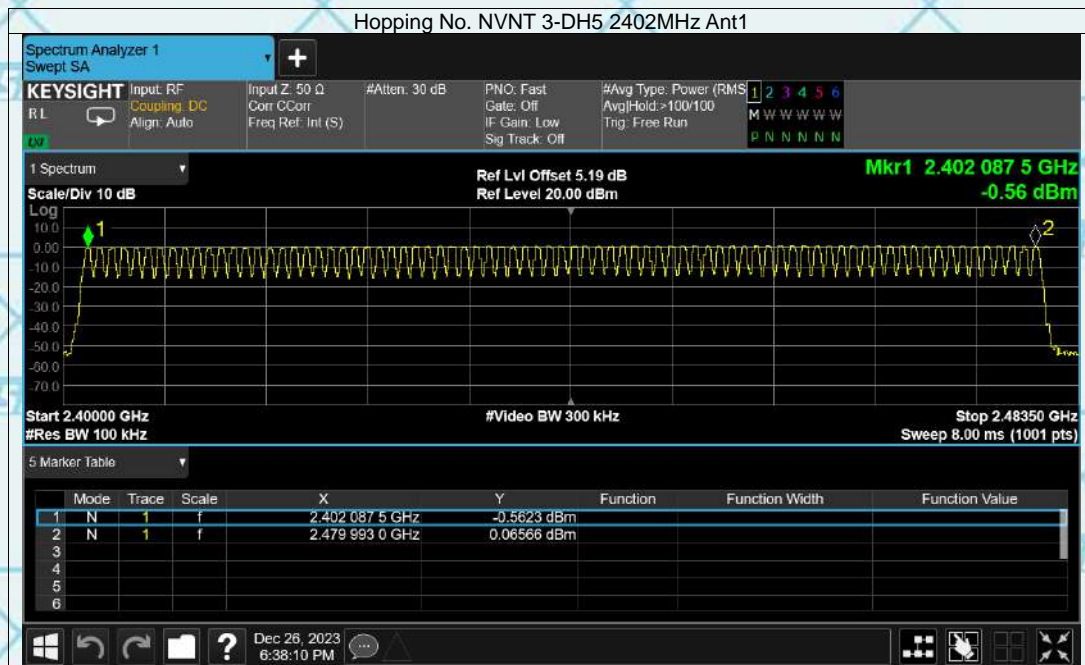 Hopping No. NVNT 3-DH5 2402MHz Ant1
Spectrum Analyzer 1
Swept SA
+
KEYSIGHT Input: RF Input Z: 50 Ω #Atten: 30 dB PNO: Fast #Avg Type: Power (RMS 1 2 3 4 5 6
RL Coupling: DC Corr CCorr Gate: Off Avg|Hold:>100/100 M W W W W W
Align: Auto Freq Ref: Int (S) IF Gain: Low Trig: Free Run
LXI Sig Track: Off P N N N N N
1 Spectrum Ref Lvl Offset 5.19 dB Mkr1 2.402 087 5 GHz
Scale/Div 10 dB Ref Level 20.00 dBm -0.56 dBm
Log
10.0
1 2
0.00
-10.0
-20.0
-30.0
-40.0
-50.0
-60.0
-70.0
Start 2.40000 GHz #Video BW 300 kHz Stop 2.48350 GHz
#Res BW 100 kHz Sweep 8.00 ms (1001 pts)
5 Marker Table
Mode Trace Scale X Y Function Function Width Function Value
1 N 1 f 2.402 087 5 GHz -0.5623 dBm
2 N 1 f 2.479 993 0 GHz 0.06566 dBm
3
4
5
6
? Dec 26, 2023
6:38:10 PM